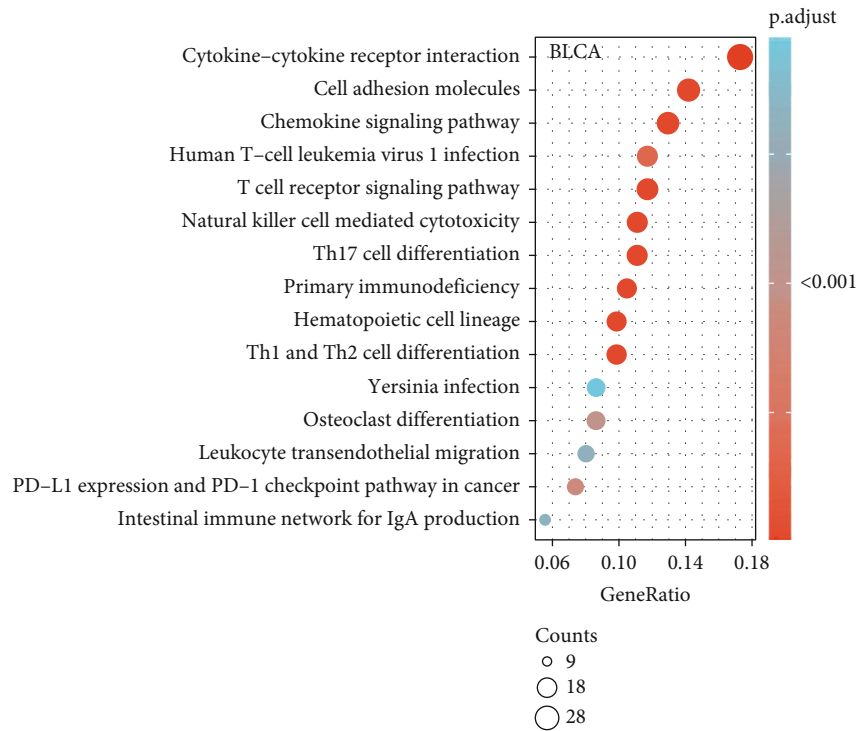 p.adjust
BLCA
Cytokine–cytokine receptor interaction
Cell adhesion molecules
Chemokine signaling pathway
Human T–cell leukemia virus 1 infection
T cell receptor signaling pathway
Natural killer cell mediated cytotoxicity
Th17 cell differentiation
Primary immunodeficiency
Hematopoietic cell lineage
Th1 and Th2 cell differentiation
Yersinia infection
Osteoclast differentiation
Leukocyte transendothelial migration
PD–L1 expression and PD–1 checkpoint pathway in cancer
Intestinal immune network for IgA production
<0.001
0.06 0.10 0.14 0.18
GeneRatio
Counts
9
18
28